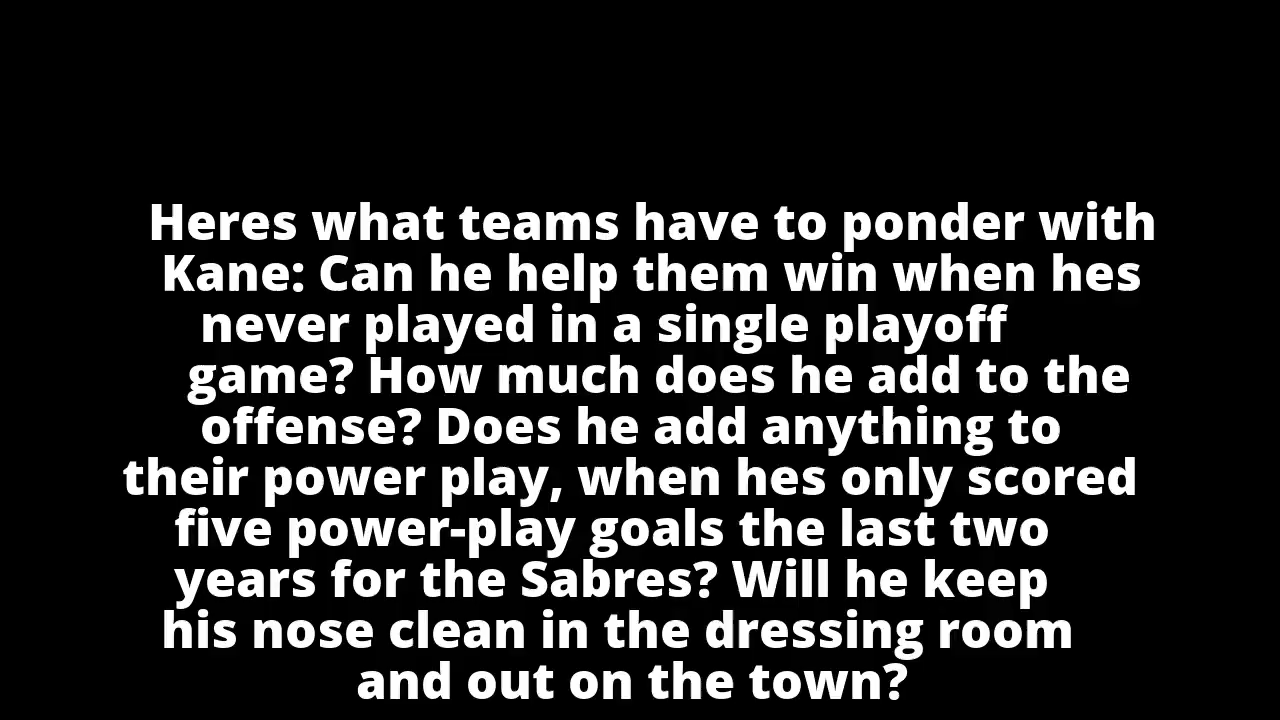 Heres what teams have to ponder with
Kane: Can he help them win when hes
never played in a single playoff
game? How much does he add to the
offense? Does he add anything to
their power play, when hes only scored
five power-play goals the last two
years for the Sabres? Will he keep
his nose clean in the dressing room
and out on the town?